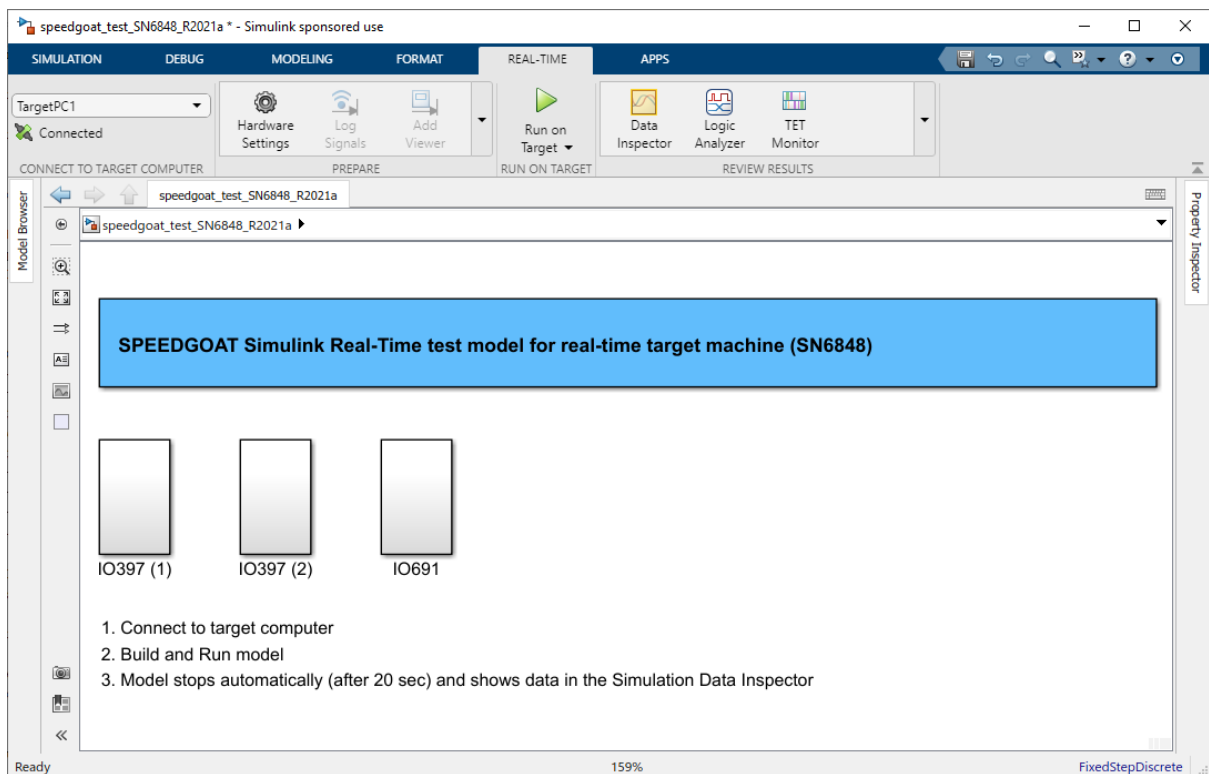 speedgoat_test_SN6848_R2021a * - Simulink sponsored use
SIMULATION DEBUG MODELING FORMAT REAL-TIME APPS
TargetPC1
Connected
Hardware Settings
Log Signals
Add Viewer
Run on Target
Data Inspector
Logic Analyzer
TET Monitor
CONNECT TO TARGET COMPUTER PREPARE RUN ON TARGET REVIEW RESULTS
Model Browser
speedgoat_test_SN6848_R2021a
Property Inspector
speedgoat_test_SN6848_R2021a
SPEEDGOAT Simulink Real-Time test model for real-time target machine (SN6848)
IO397 (1) IO397 (2) IO691
1. Connect to target computer
2. Build and Run model
3. Model stops automatically (after 20 sec) and shows data in the Simulation Data Inspector
Ready 159% FixedStepDiscrete